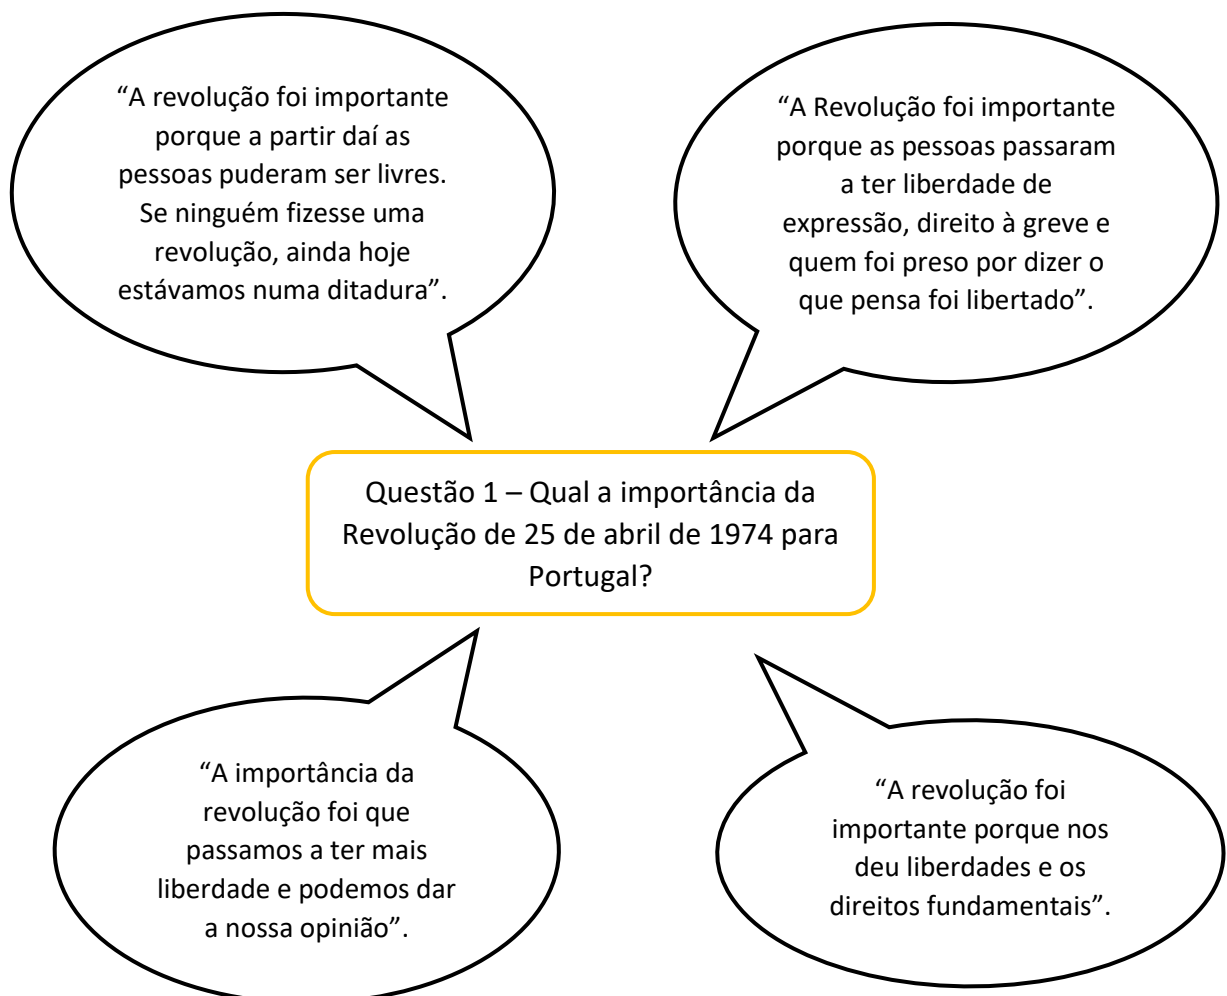 “A revolução foi importante
porque a partir daí as
pessoas puderam ser livres.
Se ninguém fizesse uma
revolução, ainda hoje
estávamos numa ditadura”.
“A Revolução foi importante
porque as pessoas passaram
a ter liberdade de
expressão, direito à greve e
quem foi preso por dizer o
que pensa foi libertado”.
Questão 1 – Qual a importância da
Revolução de 25 de abril de 1974 para
Portugal?
“A importância da
revolução foi que
passamos a ter mais
liberdade e podemos dar
a nossa opinião”.
“A revolução foi
importante porque nos
deu liberdades e os
direitos fundamentais”.